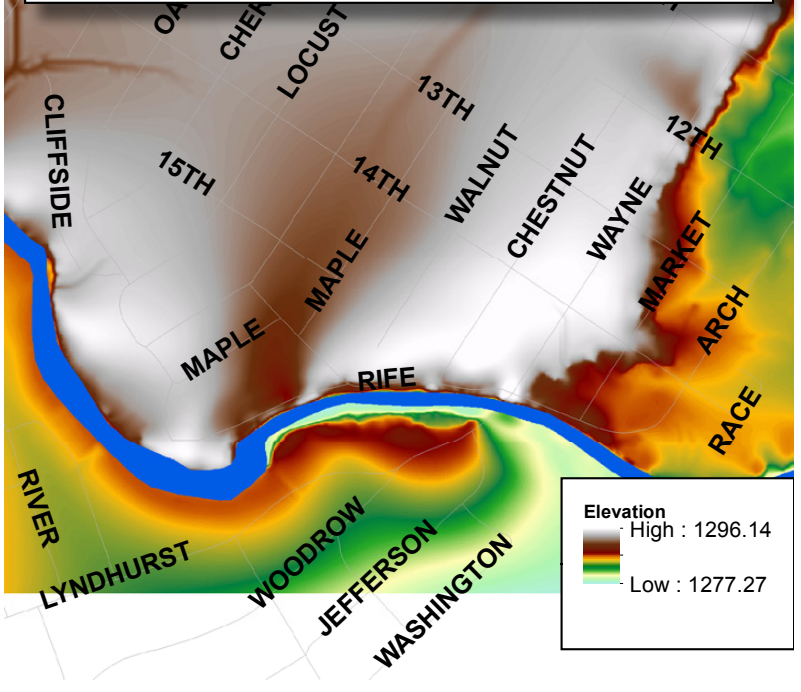 LOCUST
13TH
12TH
CLIFFSIDE
15TH
14TH
WALNUT
CHESTNUT
WAYNE
MARKET
MAPLE
ARCH
MAPLE
RIFE
RACE
RIVER
LYNDHURST
WOODROW
JEFFERSON
WASHINGTON
Elevation
High : 1296.14
Low : 1277.27